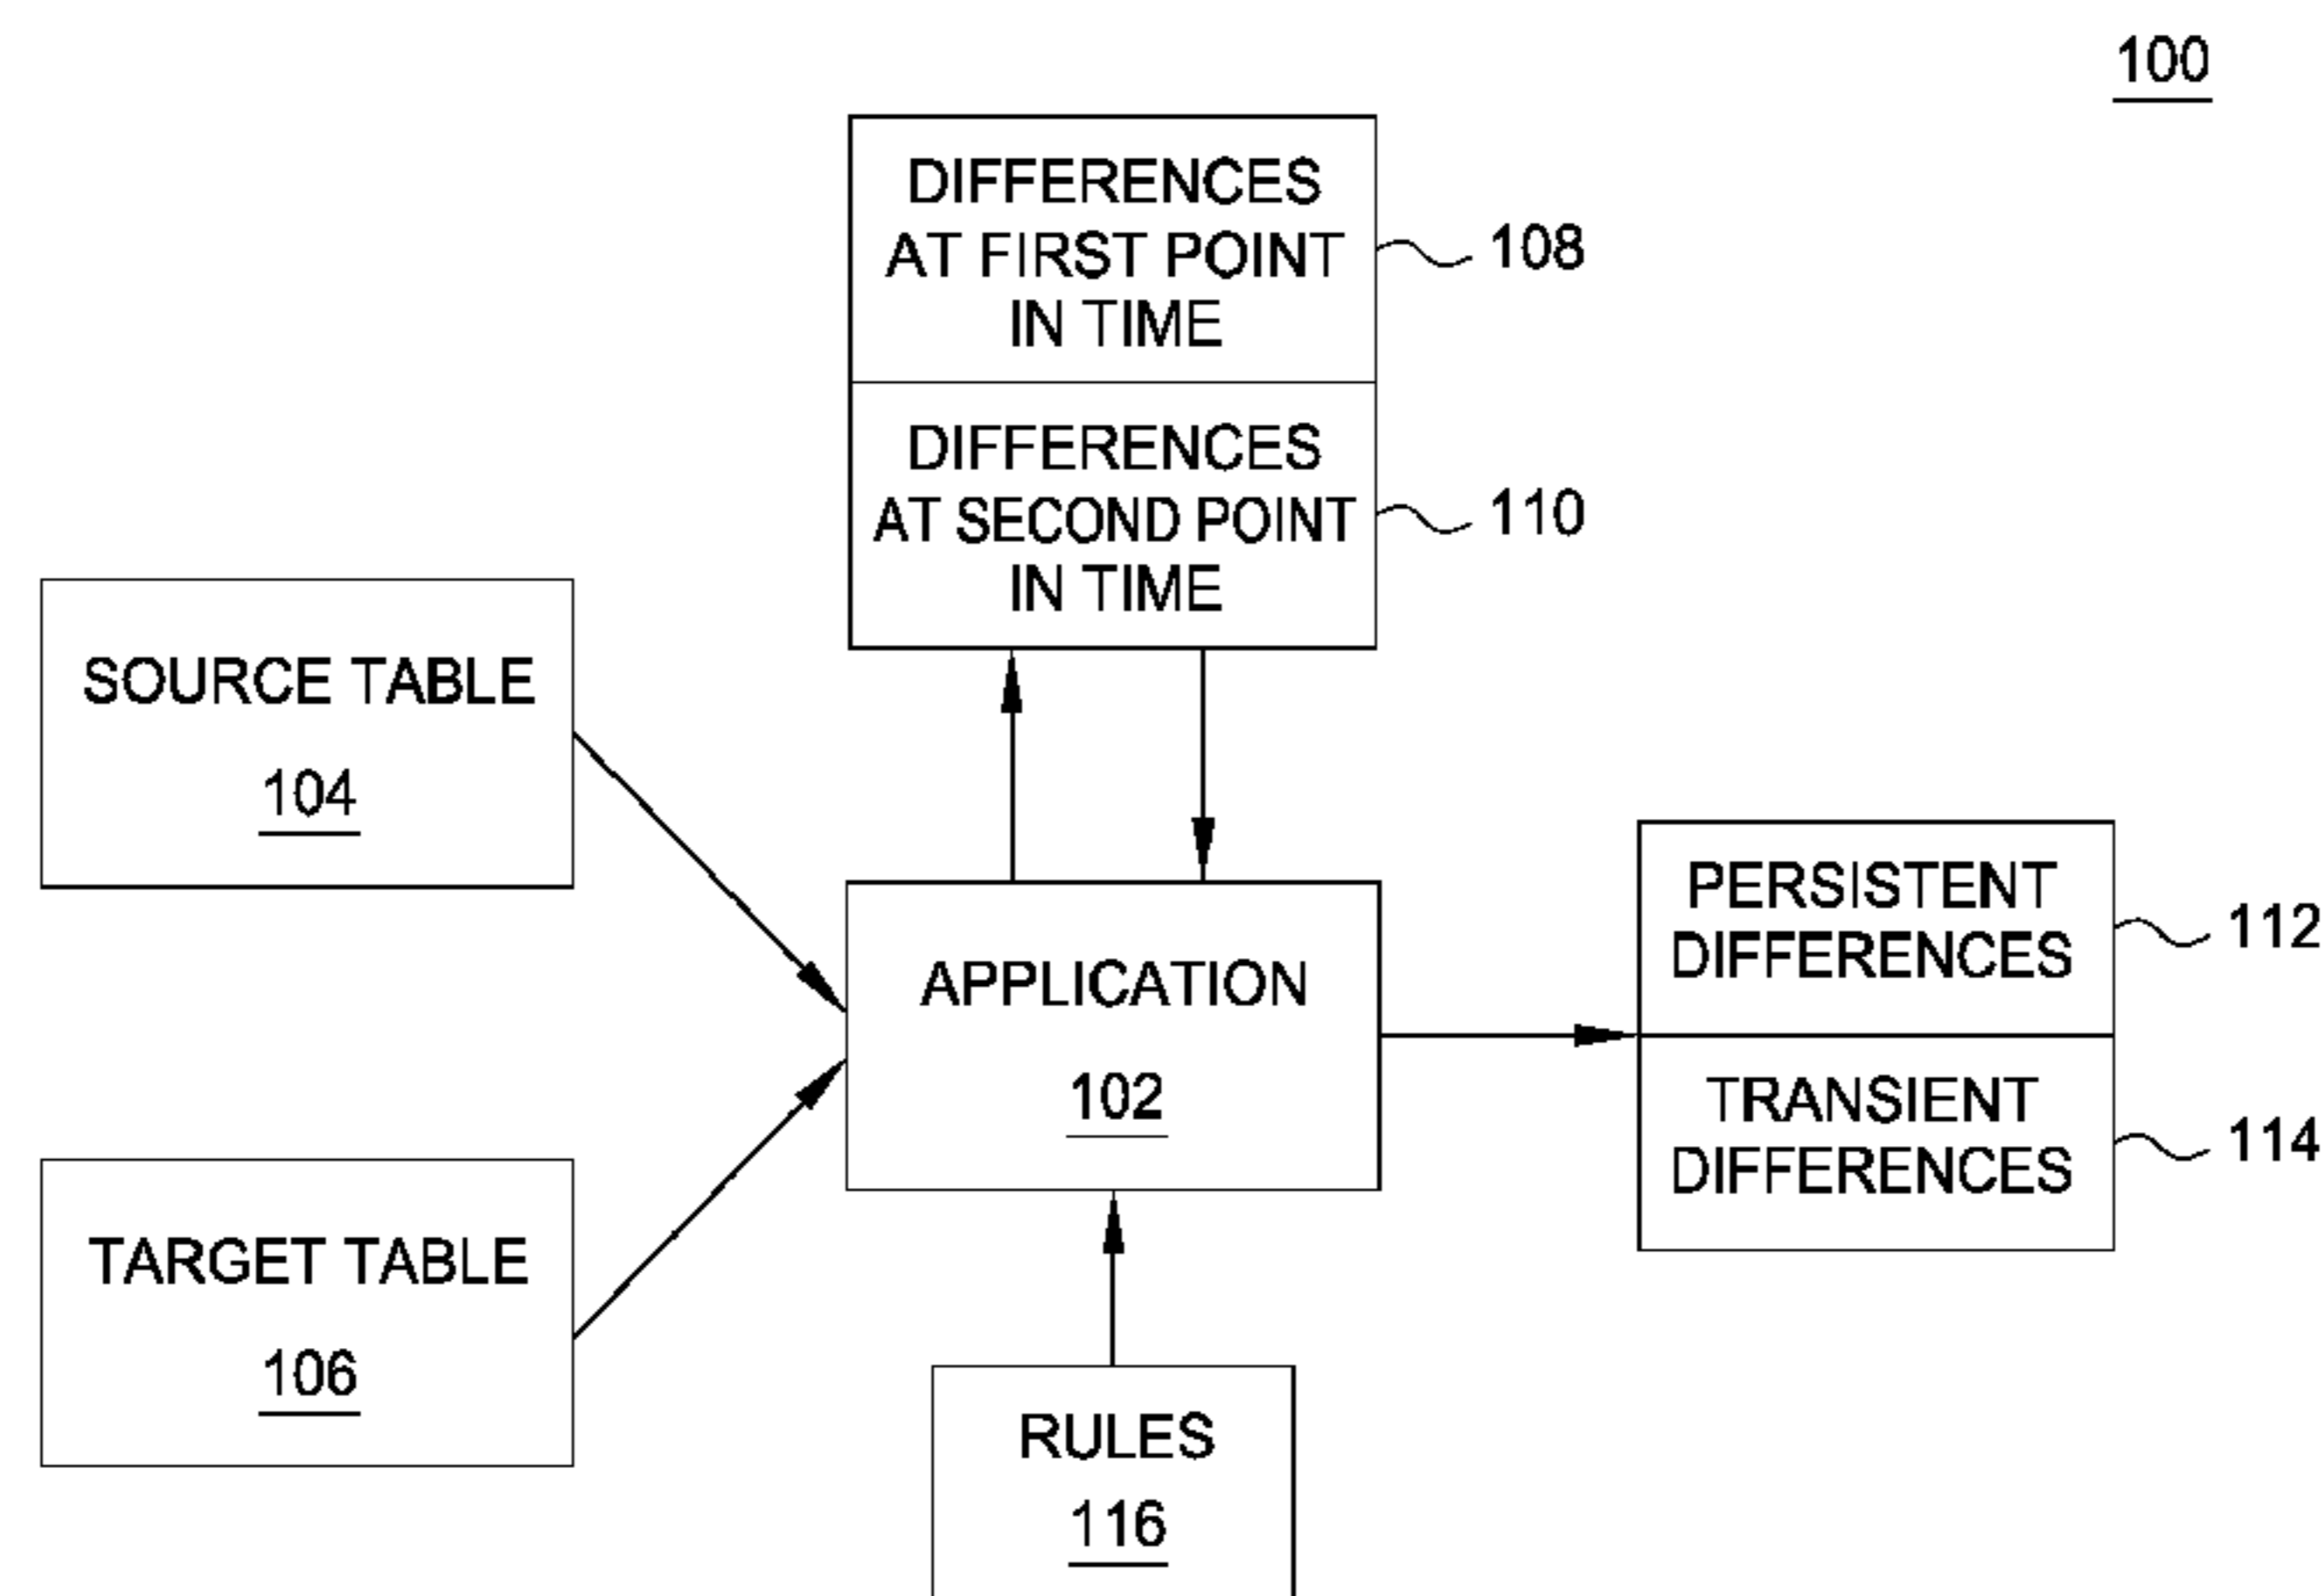 100
DIFFERENCES
AT FIRST POINT
IN TIME
108
DIFFERENCES
AT SECOND POINT
IN TIME
110
SOURCE TABLE
104
APPLICATION
102
PERSISTENT
DIFFERENCES
112
TRANSIENT
DIFFERENCES
114
TARGET TABLE
106
RULES
116